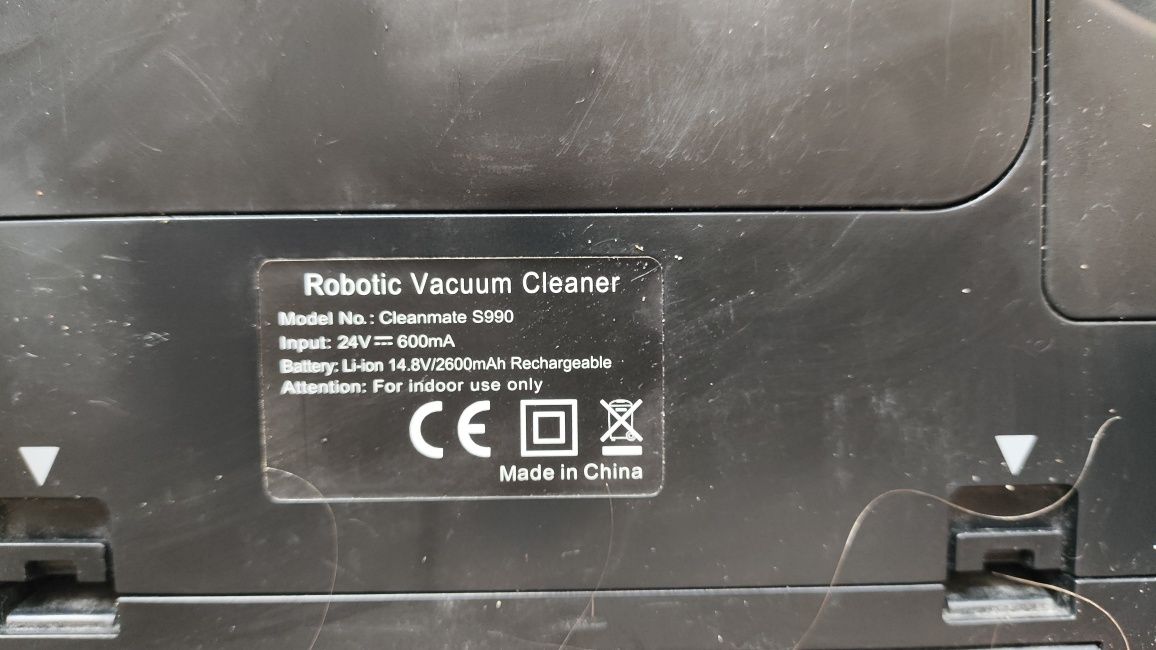 Robotic Vacuum Cleaner
Model No.: Cleanmate S990
Input: 24V⎓600mA
Battery: Li-ion 14.8V/2600mAh Rechargeable
Attention: For indoor use only
CE
Made in China